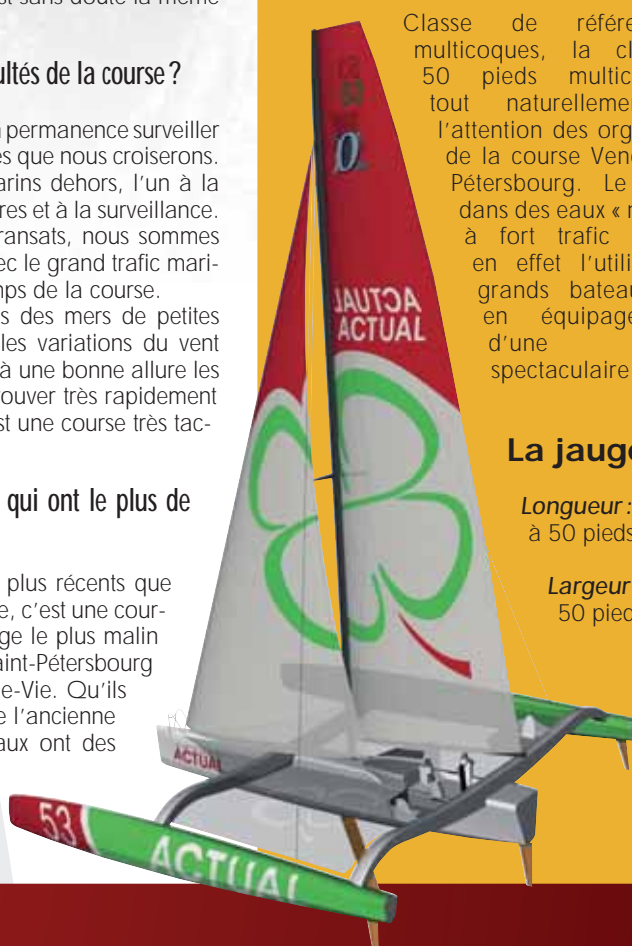 est sans doute la même
ultés de la course ?
permanence surveiller
es que nous croiserons.
arins dehors, l'un à la
res et à la surveillance.
ransats, nous sommes
ec le grand trafic mari-
mps de la course.
s des mers de petites
les variations du vent
à une bonne allure les
rouver très rapidement
st une course très tac-
qui ont le plus de
plus récents que
e, c'est une cour-
ge le plus malin
aint-Pétersbourg
e-Vie. Qu'ils
e l'ancienne
aux ont des
Classe de référe
multicoques, la cl
50 pieds multic
tout naturelleme
l'attention des org
de la course Ven
Pétersbourg. Le
dans des eaux « r
à fort trafic
en effet l'utili
grands bateau
en équipage
d'une
spectaculaire
La jauge
Longueur :
à 50 pieds
Largeur
50 pied
ACTUAL
ACTUAL
ACTUAL
53
ACTUAL